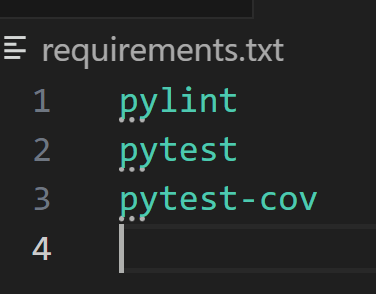 requirements.txt
1 pylint
2 pytest
3 pytest-cov
4